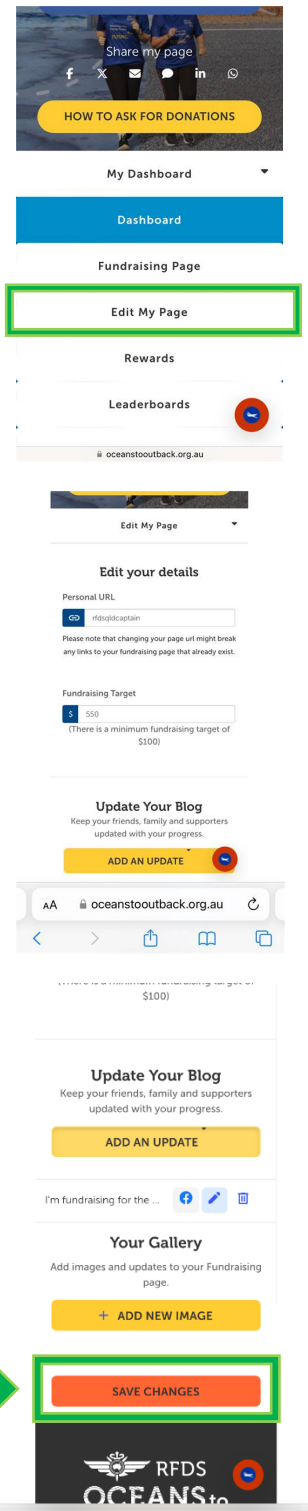 Share my page
HOW TO ASK FOR DONATIONS
My Dashboard
Dashboard
Fundraising Page
Edit My Page
Rewards
Leaderboards
oceanstooutback.org.au
Edit My Page
Edit your details
Personal URL
rfdsqldcaptain
Please note that changing your page url might break
any links to your fundraising page that already exist.
Fundraising Target
$ 550
(There is a minimum fundraising target of
$100)
Update Your Blog
Keep your friends, family and supporters
updated with your progress.
ADD AN UPDATE
AA oceanstooutback.org.au
(There is a minimum fundraising target of
$100)
Update Your Blog
Keep your friends, family and supporters
updated with your progress.
ADD AN UPDATE
I'm fundraising for the ...
Your Gallery
Add images and updates to your Fundraising
page.
+ ADD NEW IMAGE
SAVE CHANGES
RFDS
OCEANS to